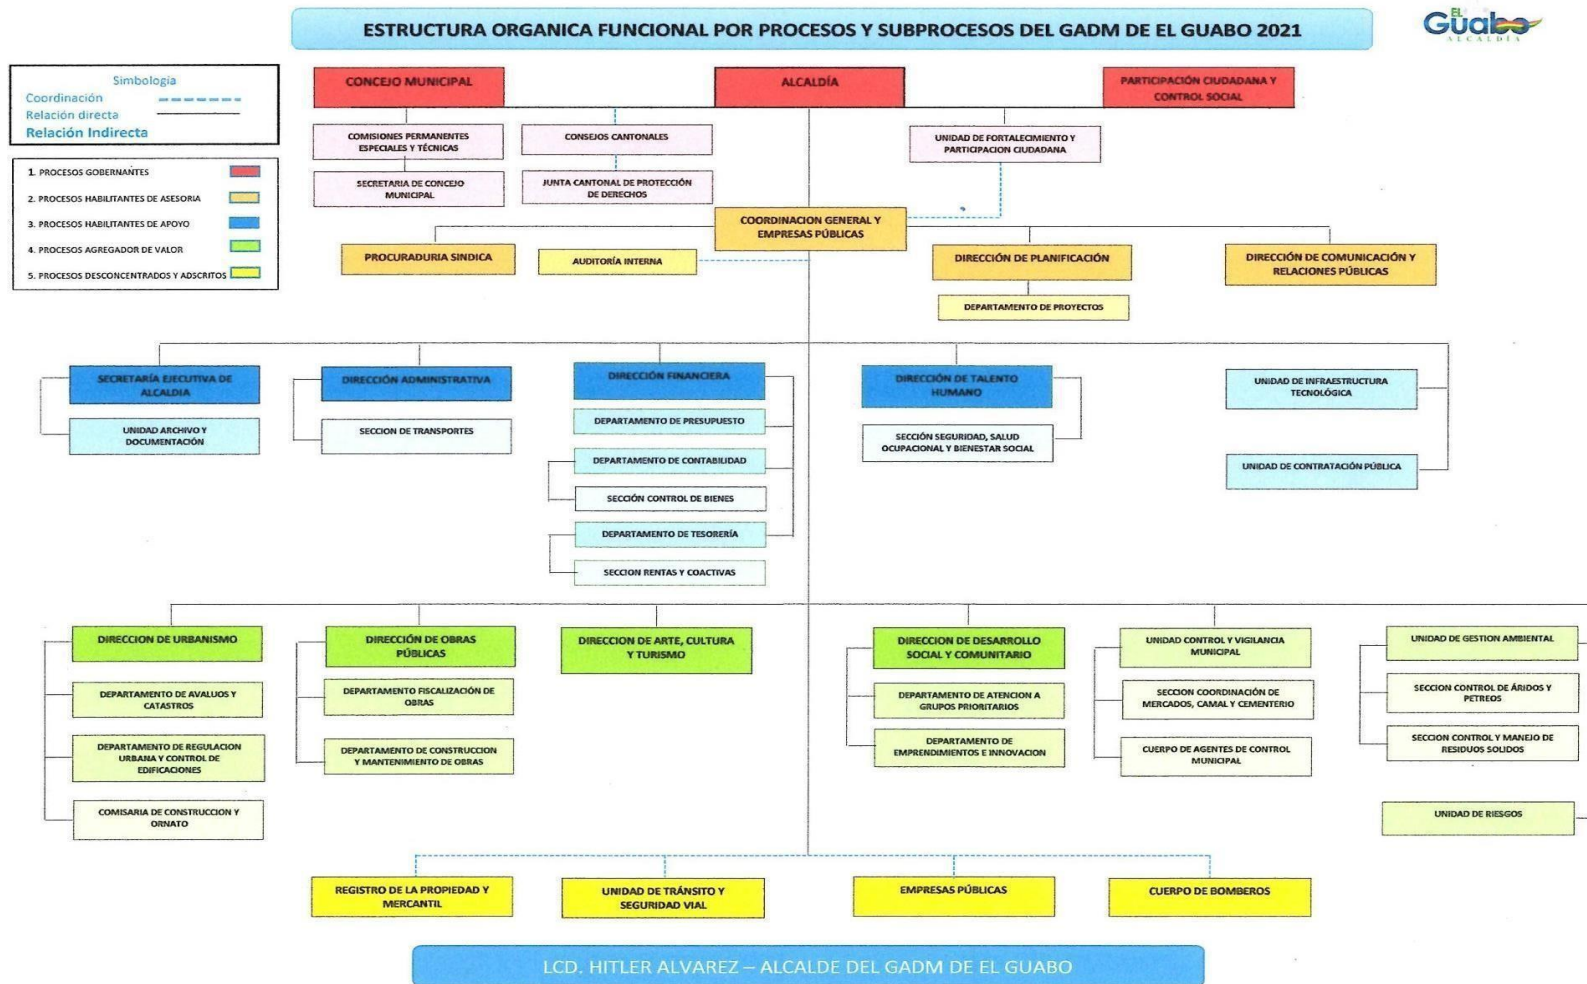 ESTRUCTURA ORGANICA FUNCIONAL POR PROCESOS Y SUBPROCESOS DEL GADM DE EL GUABO 2021
EL
Guabo
ALCALDÍA
Simbología
Coordinación
Relación directa
Relación Indirecta
1. PROCESOS GOBERNANTES
2. PROCESOS HABILITANTES DE ASESORIA
3. PROCESOS HABILITANTES DE APOYO
4. PROCESOS AGREGADOR DE VALOR
5. PROCESOS DESCONCENTRADOS Y ADSCRITOS
CONCEJO MUNICIPAL
ALCALDÍA
PARTICIPACIÓN CIUDADANA Y
CONTROL SOCIAL
COMISIONES PERMANENTES
ESPECIALES Y TÉCNICAS
CONSEJOS CANTONALES
UNIDAD DE FORTALECIMIENTO Y
PARTICIPACION CIUDADANA
SECRETARIA DE CONCEJO
MUNICIPAL
JUNTA CANTONAL DE PROTECCIÓN
DE DERECHOS
COORDINACION GENERAL Y
EMPRESAS PÚBLICAS
PROCURADURIA SINDICA
AUDITORÍA INTERNA
DIRECCIÓN DE PLANIFICACIÓN
DIRECCIÓN DE COMUNICACIÓN Y
RELACIONES PÚBLICAS
DEPARTAMENTO DE PROYECTOS
SECRETARÍA EJECUTIVA DE
ALCALDIA
UNIDAD ARCHIVO Y
DOCUMENTACIÓN
DIRECCIÓN ADMINISTRATIVA
SECCION DE TRANSPORTES
DIRECCIÓN FINANCIERA
DEPARTAMENTO DE PRESUPUESTO
DEPARTAMENTO DE CONTABILIDAD
SECCIÓN CONTROL DE BIENES
DEPARTAMENTO DE TESORERÍA
SECCION RENTAS Y COACTIVAS
DIRECCIÓN DE TALENTO
HUMANO
SECCIÓN SEGURIDAD, SALUD
OCUPACIONAL Y BIENESTAR SOCIAL
UNIDAD DE INFRAESTRUCTURA
TECNOLÓGICA
UNIDAD DE CONTRATACIÓN PÚBLICA
DIRECCION DE URBANISMO
DEPARTAMENTO DE AVALUOS Y
CATASTROS
DEPARTAMENTO DE REGULACION
URBANA Y CONTROL DE
EDIFICACIONES
COMISARIA DE CONSTRUCCION Y
ORNATO
DIRECCIÓN DE OBRAS
PÚBLICAS
DEPARTAMENTO FISCALIZACIÓN DE
OBRAS
DEPARTAMENTO DE CONSTRUCCION
Y MANTENIMIENTO DE OBRAS
DIRECCION DE ARTE, CULTURA
Y TURISMO
DIRECCION DE DESARROLLO
SOCIAL Y COMUNITARIO
DEPARTAMENTO DE ATENCION A
GRUPOS PRIORITARIOS
DEPARTAMENTO DE
EMPRENDIMIENTOS E INNOVACION
UNIDAD CONTROL Y VIGILANCIA
MUNICIPAL
SECCION COORDINACIÓN DE
MERCADOS, CAMAL Y CEMENTERIO
CUERPO DE AGENTES DE CONTROL
MUNICIPAL
UNIDAD DE GESTION AMBIENTAL
SECCION CONTROL DE ÁRIDOS Y
PETREOS
SECCION CONTROL Y MANEJO DE
RESIDUOS SOLIDOS
UNIDAD DE RIESGOS
REGISTRO DE LA PROPIEDAD Y
MERCANTIL
UNIDAD DE TRÁNSITO Y
SEGURIDAD VIAL
EMPRESAS PÚBLICAS
CUERPO DE BOMBEROS
LCD. HITLER ALVAREZ – ALCALDE DEL GADM DE EL GUABO